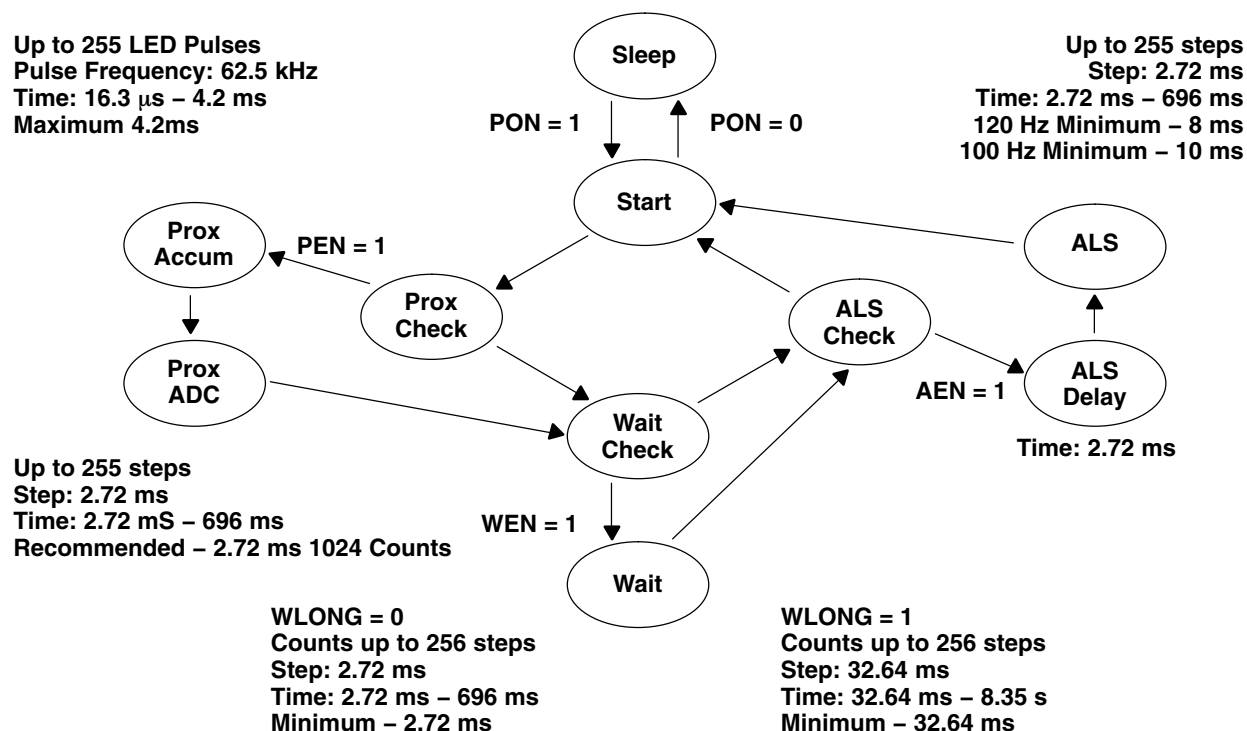 Up to 255 LED Pulses
Pulse Frequency: 62.5 kHz
Time: 16.3 μs – 4.2 ms
Maximum 4.2ms
Sleep
Up to 255 steps
Step: 2.72 ms
Time: 2.72 ms – 696 ms
120 Hz Minimum – 8 ms
100 Hz Minimum – 10 ms
PON = 1
PON = 0
Start
Prox
Accum
PEN = 1
ALS
Prox
Check
ALS
Check
Prox
ADC
AEN = 1
ALS
Delay
Time: 2.72 ms
Wait
Check
Up to 255 steps
Step: 2.72 ms
Time: 2.72 mS – 696 ms
Recommended – 2.72 ms 1024 Counts
WEN = 1
Wait
WLONG = 0
Counts up to 256 steps
Step: 2.72 ms
Time: 2.72 ms – 696 ms
Minimum – 2.72 ms
WLONG = 1
Counts up to 256 steps
Step: 32.64 ms
Time: 32.64 ms – 8.35 s
Minimum – 32.64 ms